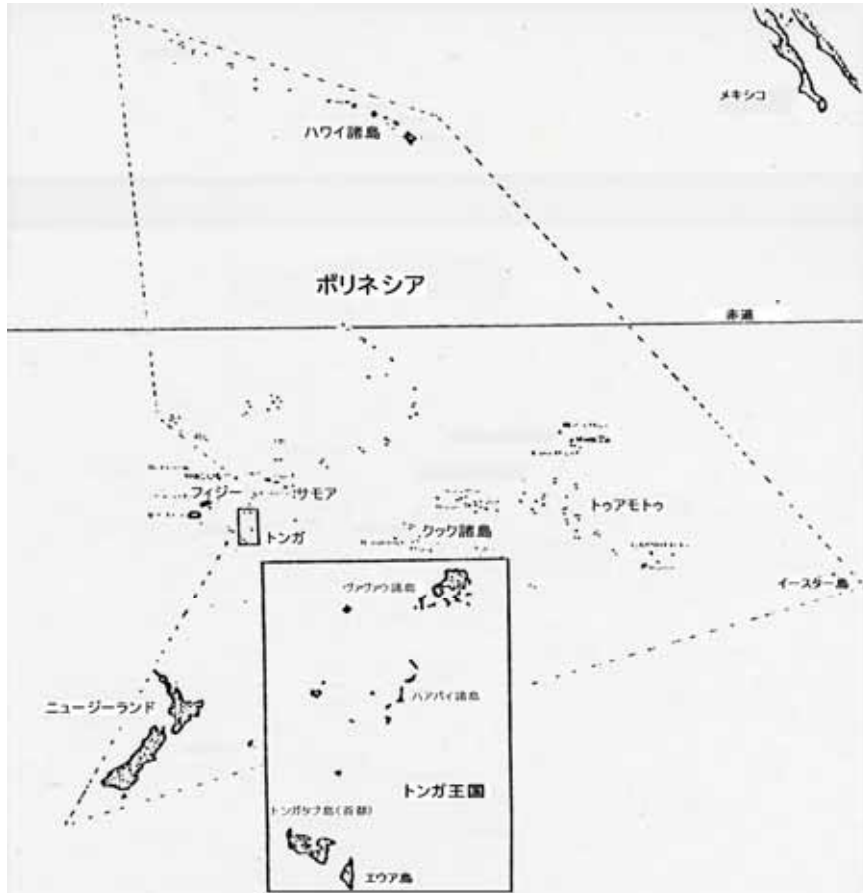 メキシコ
ハワイ諸島
ポリネシア
赤道
フィジー
サモア
トゥアモトゥ
クック諸島
トンガ
イースター島
ヴァヴァウ諸島
ハアパイ諸島
ニュージーランド
トンガ王国
トンガタプ島(首都)
エウア島